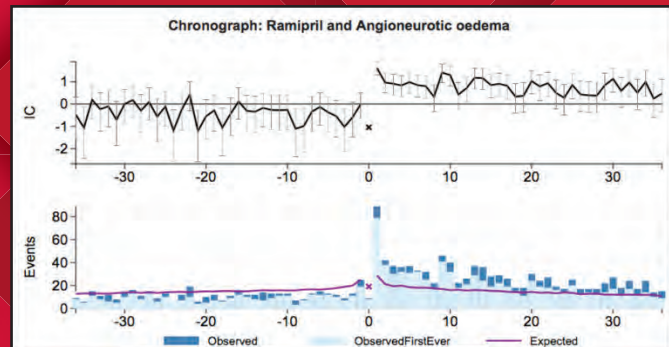 Chronograph: Ramipril and Angioneurotic oedema
IC
1
0
-1
-2
-30 -20 -10 0 10 20 30
Events
80
60
40
20
0
-30 -20 -10 0 10 20 30
Observed ObservedFirstEver Expected